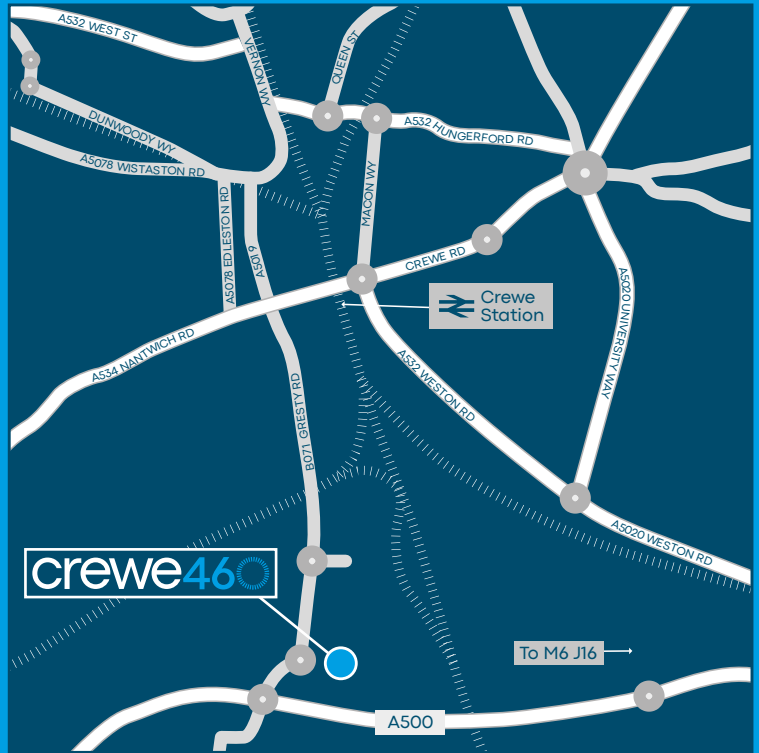 A532 WEST ST
VERNON WY
QUEEN ST
DUNWOODY WY
A532 HUNGERFORD RD
A5078 WISTASTON RD
MACON WY
A5078 EDLESTON RD
A5019
CREWE RD
A5020 UNIVERSITY WAY
Crewe
Station
A534 NANTWICH RD
A532 WESTON RD
B071 GRESTY RD
A5020 WESTON RD
crewe460
To M6 J16
A500